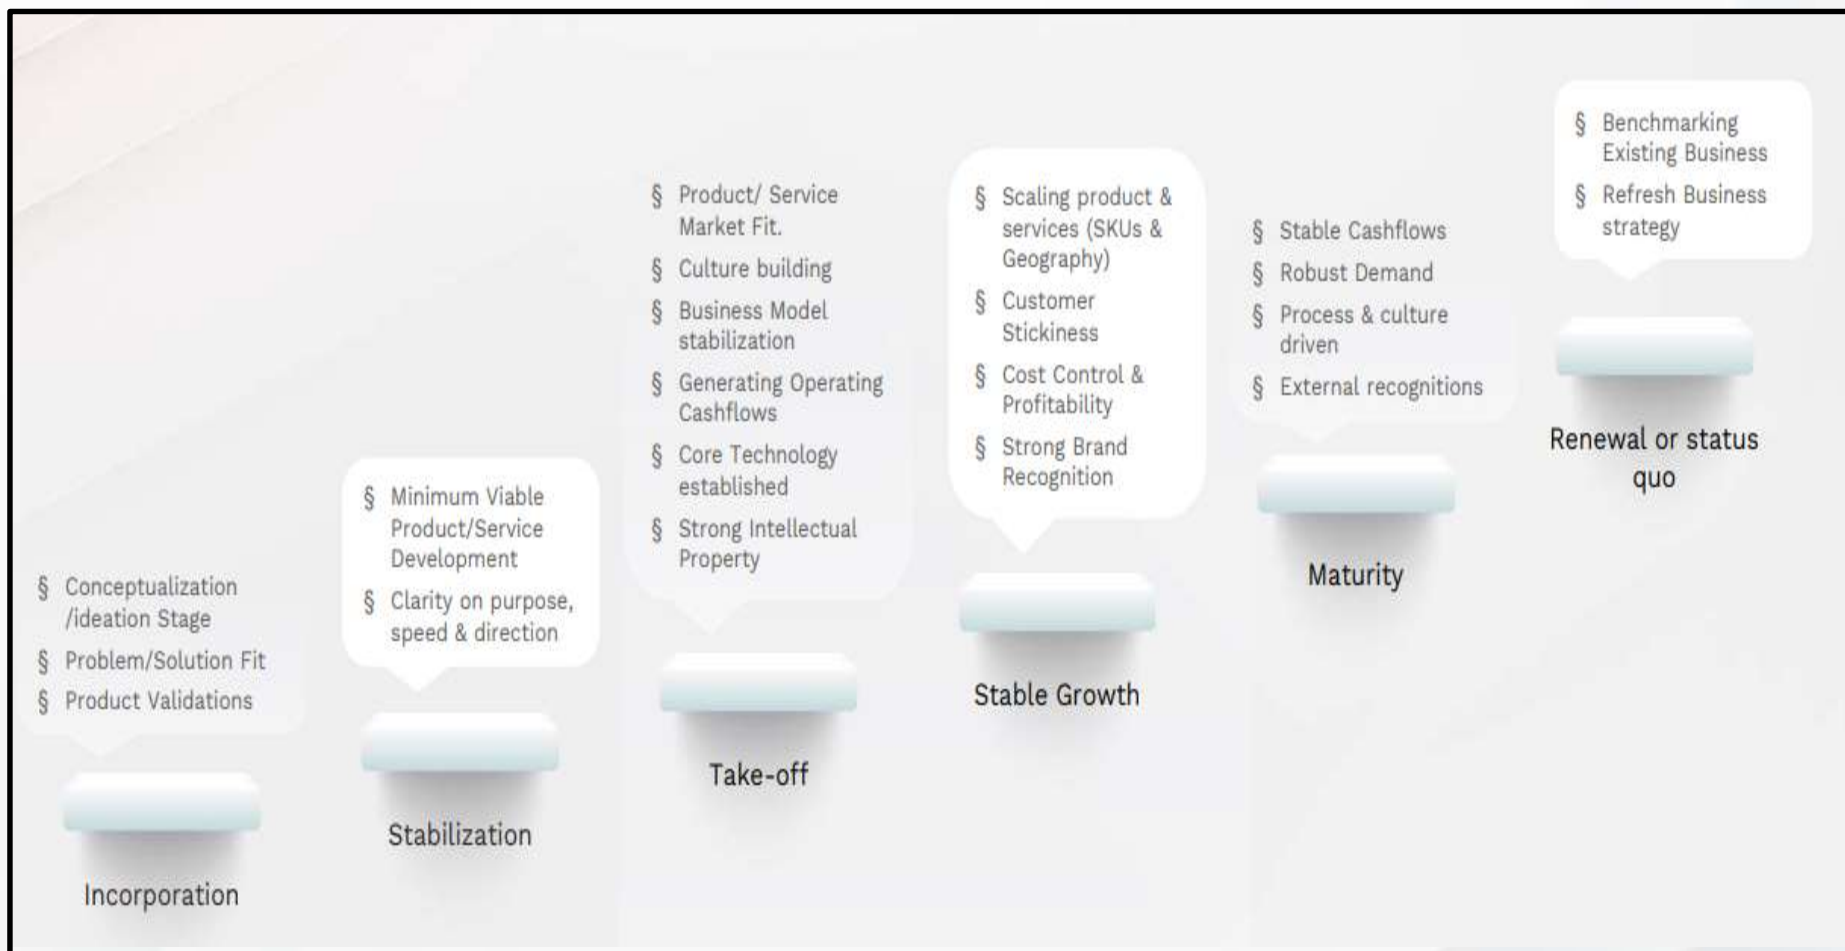 § Conceptualization
/ideation Stage
§ Problem/Solution Fit
§ Product Validations
Incorporation
§ Minimum Viable
Product/Service
Development
§ Clarity on purpose,
speed & direction
Stabilization
§ Product/ Service
Market Fit.
§ Culture building
§ Business Model
stabilization
§ Generating Operating
Cashflows
§ Core Technology
established
§ Strong Intellectual
Property
Take-off
§ Scaling product &
services (SKUs &
Geography)
§ Customer
Stickiness
§ Cost Control &
Profitability
§ Strong Brand
Recognition
Stable Growth
§ Stable Cashflows
§ Robust Demand
§ Process & culture
driven
§ External recognitions
Maturity
§ Benchmarking
Existing Business
§ Refresh Business
strategy
Renewal or status
quo